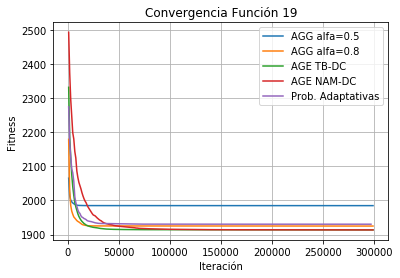 Convergencia Función 19
2500
2400
2300
2200
2100
2000
1900
Fitness
AGG alfa=0.5
AGG alfa=0.8
AGE TB-DC
AGE NAM-DC
Prob. Adaptativas
0 50000 100000 150000 200000 250000 300000
Iteración